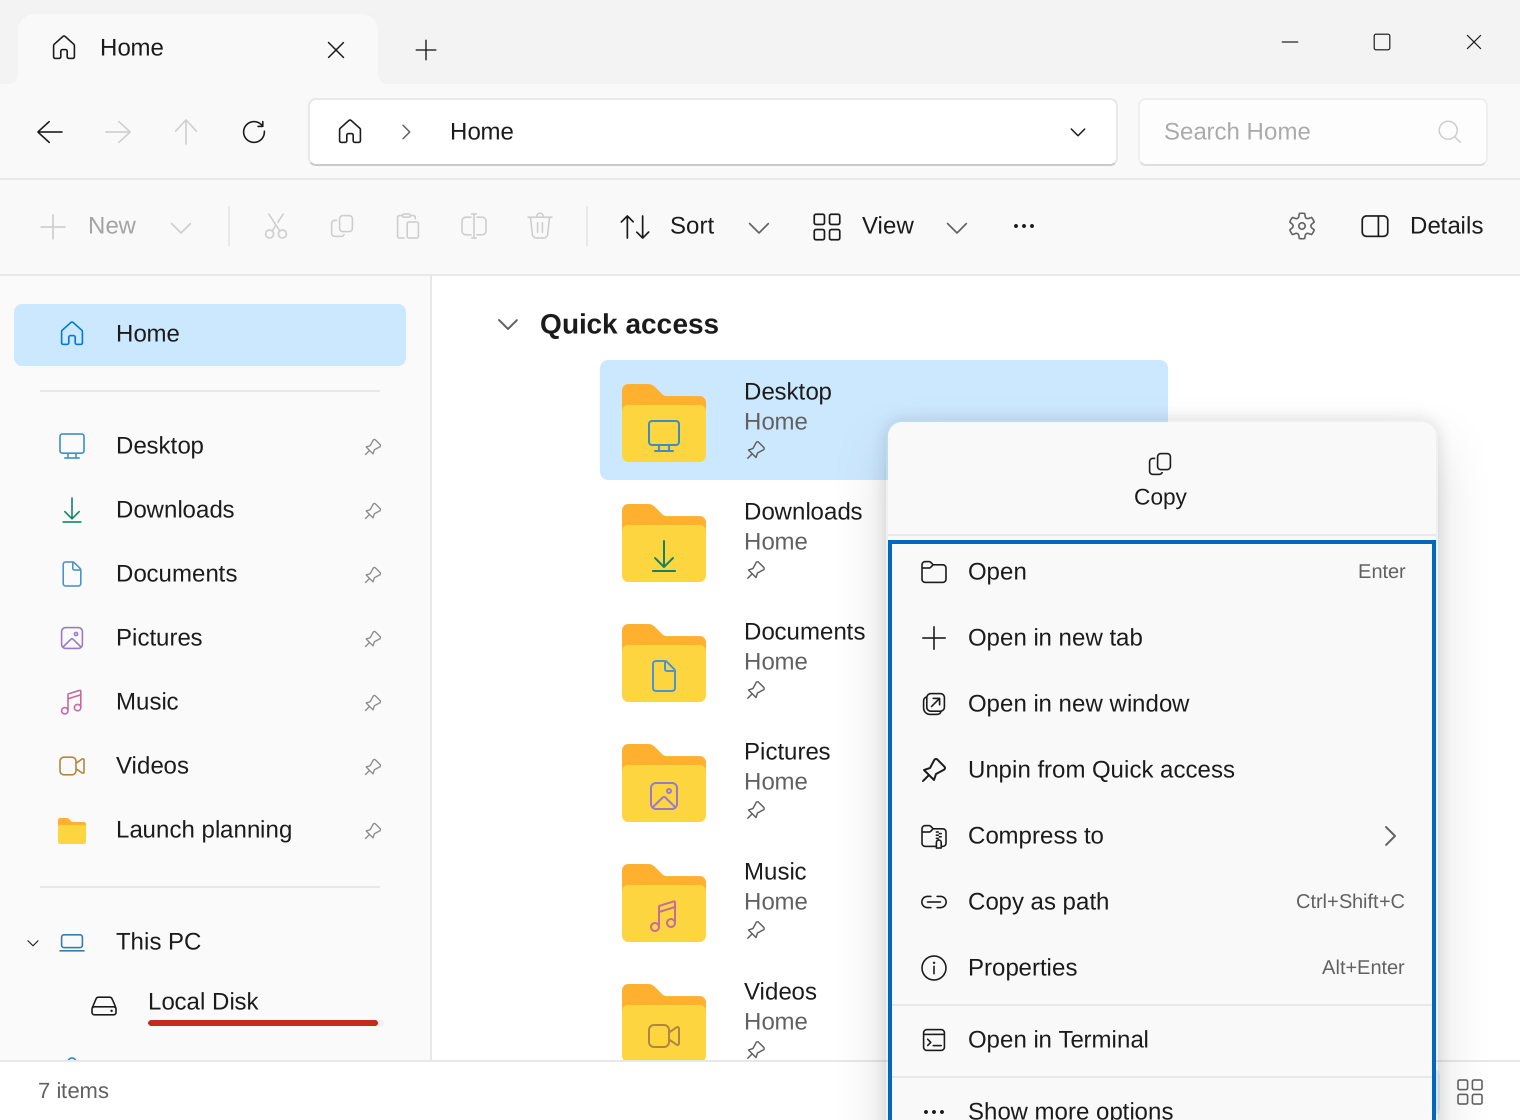 Home
Home
Search Home
New
Sort
View
Details
Home
Desktop
Downloads
Documents
Pictures
Music
Videos
Launch planning
This PC
Local Disk
Quick access
Desktop
Home
Downloads
Home
Documents
Home
Pictures
Home
Music
Home
Videos
Home
Copy
Open Enter
Open in new tab
Open in new window
Unpin from Quick access
Compress to
Copy as path Ctrl+Shift+C
Properties Alt+Enter
Open in Terminal
Show more options
7 items